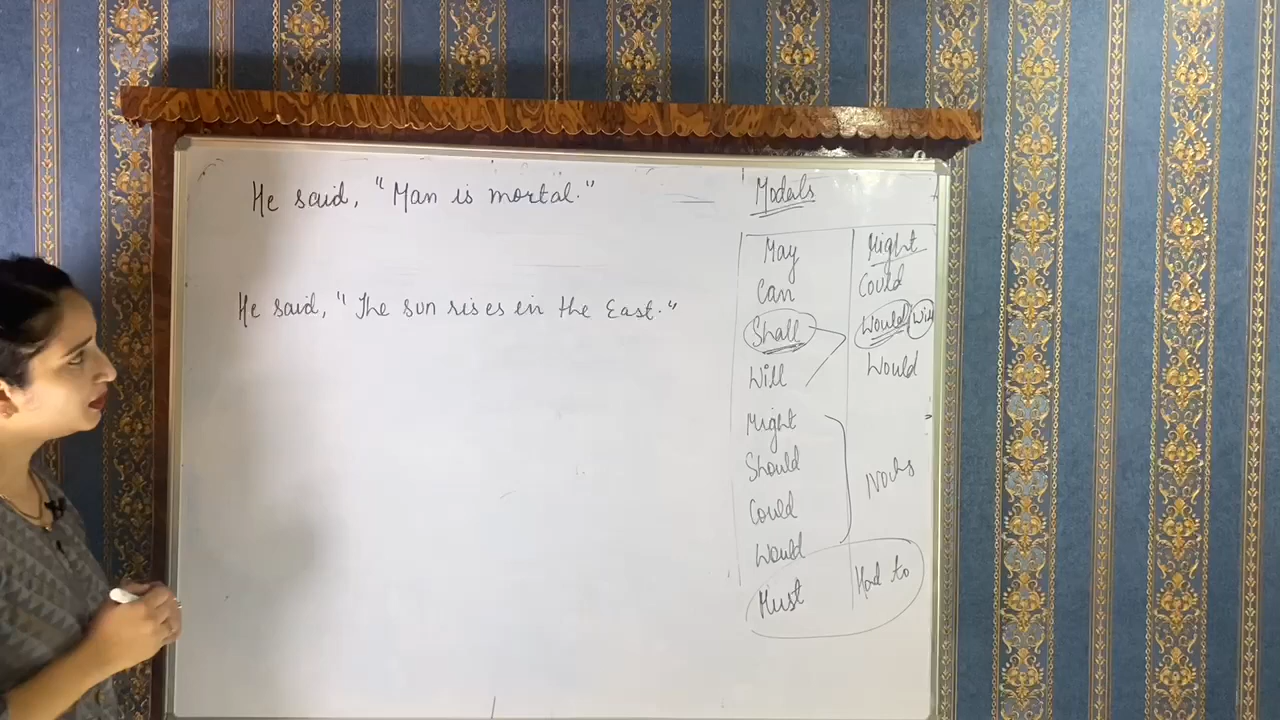 He said, "Man is mortal."
He said, "The sun rises in the East."
Modals
May Might
Can Could
Shall Would Will
Will Would
Might
Should
Could
Would
Must Had to